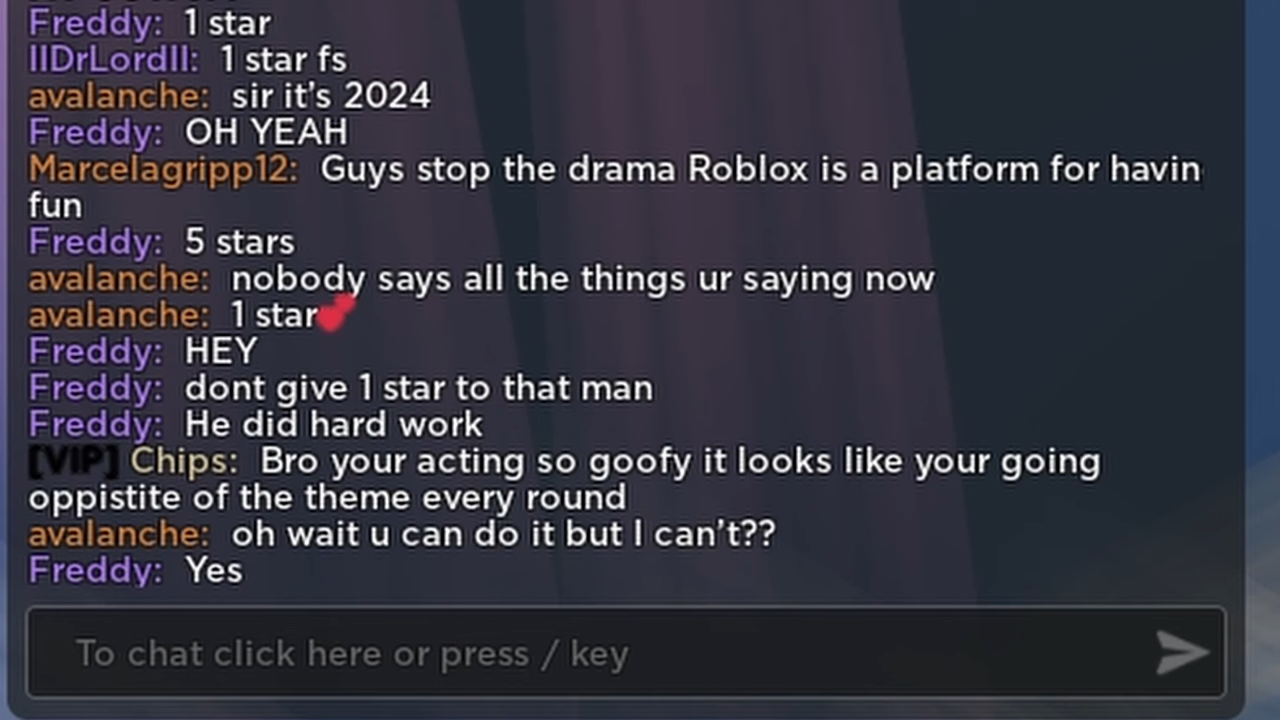 Freddy: 1 star
IIDrLordII: 1 star fs
avalanche: sir it's 2024
Freddy: OH YEAH
Marcelagripp12: Guys stop the drama Roblox is a platform for havin
fun
Freddy: 5 stars
avalanche: nobody says all the things ur saying now
avalanche: 1 star
Freddy: HEY
Freddy: dont give 1 star to that man
Freddy: He did hard work
[VIP] Chips: Bro your acting so goofy it looks like your going
oppistite of the theme every round
avalanche: oh wait u can do it but I can't??
Freddy: Yes
To chat click here or press / key